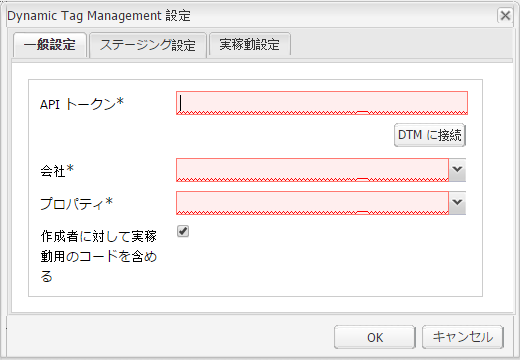 Dynamic Tag Management 設定
一般設定 ステージング設定 実稼動設定
API トークン*
DTM に接続
会社*
プロパティ*
作成者に対して実稼
動用のコードを含め
る
OK キャンセル